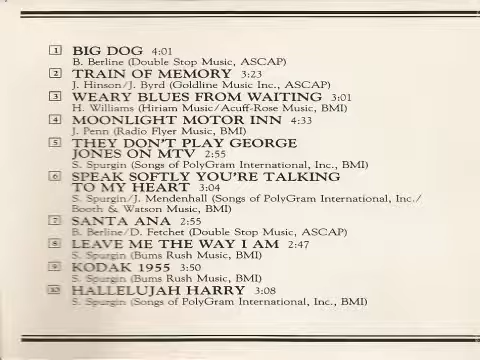 1 BIG DOG 4:01
B. Berline (Double Stop Music, ASCAP)
2 TRAIN OF MEMORY 3:23
J. Hinson/J. Byrd (Goldline Music Inc., ASCAP)
3 WEARY BLUES FROM WAITING 3:01
H. Williams (Hiriam Music/Acuff-Rose Music, BMI)
4 MOONLIGHT MOTOR INN 4:33
J. Penn (Radio Flyer Music, BMI)
5 THEY DON'T PLAY GEORGE
JONES ON MTV 2:55
S. Spurgin (Songs of PolyGram International, Inc., BMI)
6 SPEAK SOFTLY YOU'RE TALKING
TO MY HEART 3:04
S. Spurgin/J. Mendenhall (Songs of PolyGram International, Inc./
Booth & Watson Music, BMI)
7 SANTA ANA 2:55
B. Berline/D. Fetchet (Double Stop Music, ASCAP)
8 LEAVE ME THE WAY I AM 2:47
S. Spurgin (Bums Rush Music, BMI)
9 KODAK 1955 3:50
S. Spurgin (Bums Rush Music, BMI)
10 HALLELUJAH HARRY 3:08
S. Spurgin (Songs of PolyGram International, Inc., BMI)